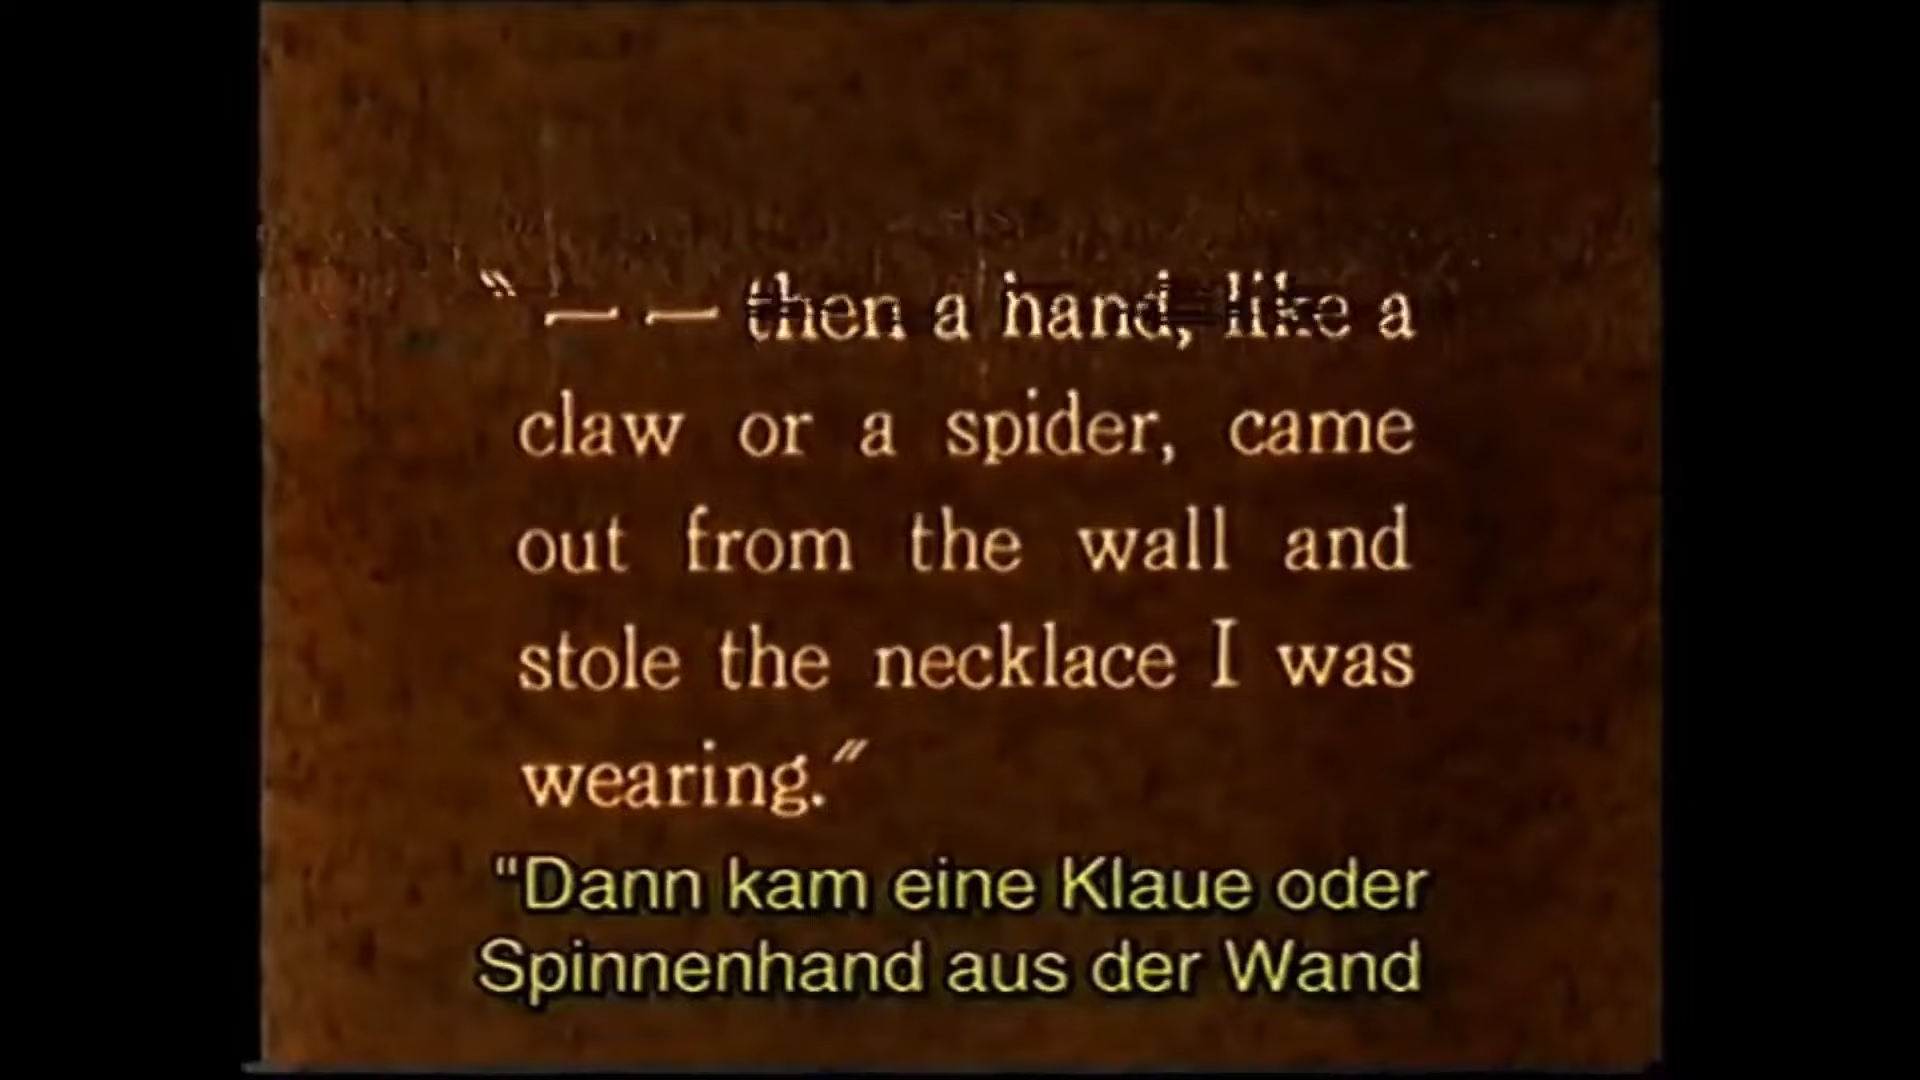 "— — then a hand, like a
claw or a spider, came
out from the wall and
stole the necklace I was
wearing."
"Dann kam eine Klaue oder
Spinnenhand aus der Wand